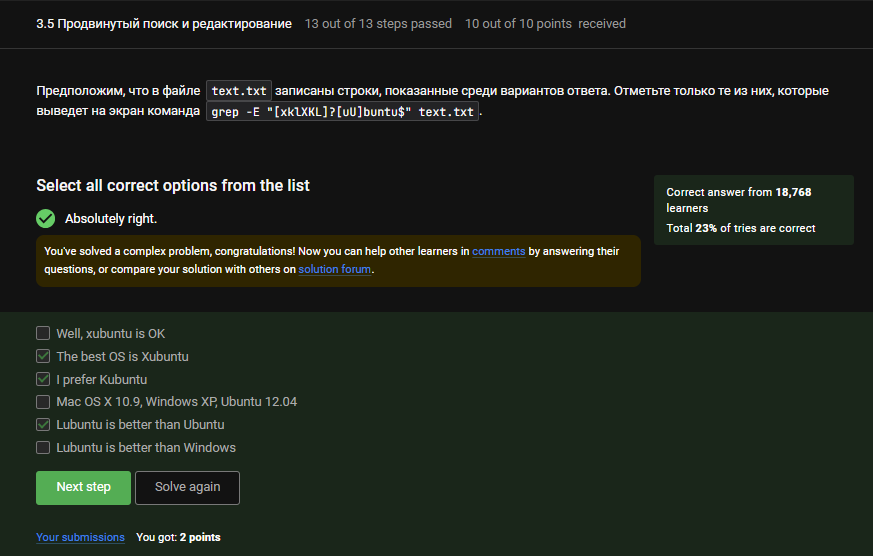 3.5 Продвинутый поиск и редактирование 13 out of 13 steps passed 10 out of 10 points received
Предположим, что в файле text.txt записаны строки, показанные среди вариантов ответа. Отметьте только те из них, которые
выведет на экран команда grep -E "[xklXKL]?[uU]buntu$" text.txt.
Select all correct options from the list
Absolutely right.
You've solved a complex problem, congratulations! Now you can help other learners in comments by answering their
questions, or compare your solution with others on solution forum.
Correct answer from 18,768
learners
Total 23% of tries are correct
Well, xubuntu is OK
The best OS is Xubuntu
I prefer Kubuntu
Mac OS X 10.9, Windows XP, Ubuntu 12.04
Lubuntu is better than Ubuntu
Lubuntu is better than Windows
Next step Solve again
Your submissions You got: 2 points